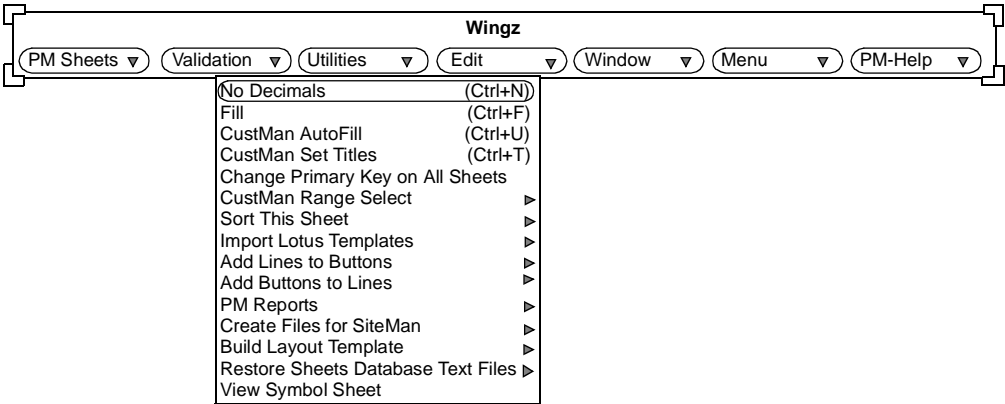 Wingz
PM Sheets Validation Utilities Edit Window Menu PM-Help
No Decimals (Ctrl+N)
Fill (Ctrl+F)
CustMan AutoFill (Ctrl+U)
CustMan Set Titles (Ctrl+T)
Change Primary Key on All Sheets
CustMan Range Select
Sort This Sheet
Import Lotus Templates
Add Lines to Buttons
Add Buttons to Lines
PM Reports
Create Files for SiteMan
Build Layout Template
Restore Sheets Database Text Files
View Symbol Sheet